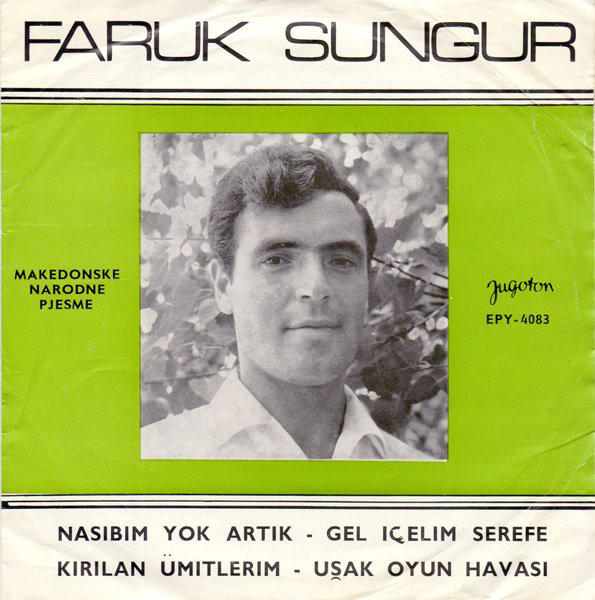 FARUK SUNGUR
MAKEDONSKE
NARODNE
PJESME
Jugoton
EPY-4083
NASIBIM YOK ARTIK - GEL IÇELIM SEREFE
KIRILAN ÜMITLERIM - UŞAK OYUN HAVASI